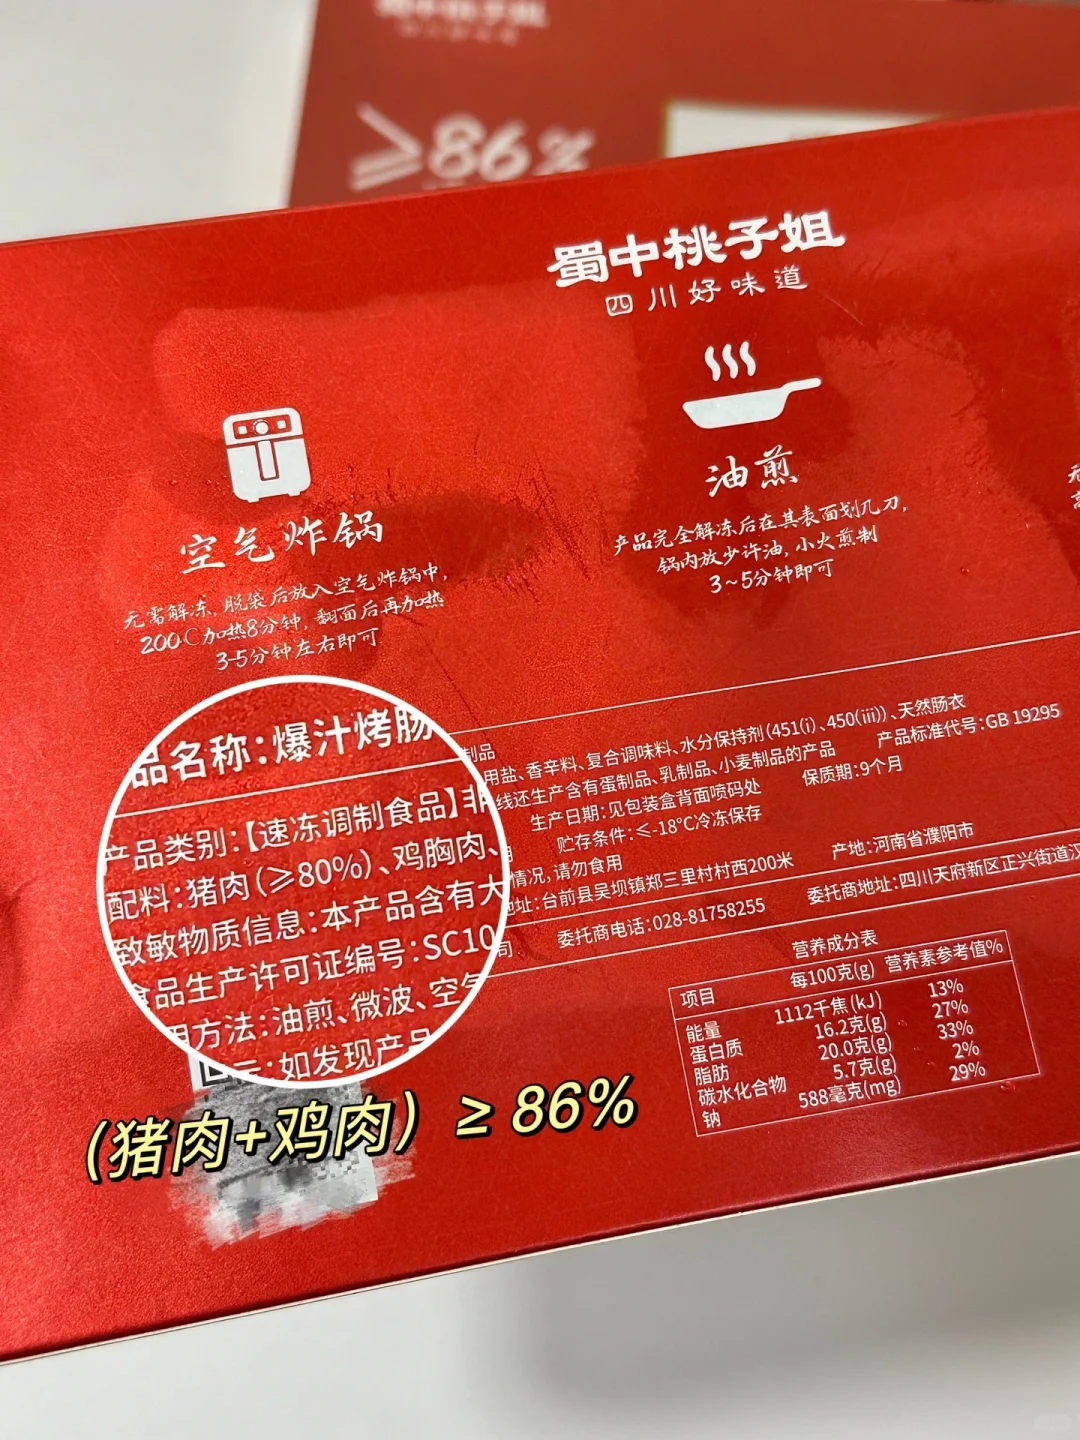 蜀中桃子姐
≥86%
蜀中桃子姐
四川好味道
空气炸锅
无需解冻,脱袋后放入空气炸锅中,
200℃加热8分钟,翻面后再加热
3-5分钟左右即可
油煎
产品完全解冻后在其表面划几刀,
锅内放少许油,小火煎制
3~5分钟即可
品名称:爆汁烤肠
产品类别:【速冻调制食品】非
配料:猪肉(≥80%)、鸡胸肉、
致敏物质信息:本产品含有大
食品生产许可证编号:SC10
用方法:油煎、微波、空气
示:如发现产品
制品
用盐、香辛料、复合调味料、水分保持剂(451(i)、450(iii))、天然肠衣
线还生产含有蛋制品、乳制品、小麦制品的产品 产品标准代号:GB 19295
生产日期:见包装盒背面喷码处 保质期:9个月
贮存条件:≤-18℃冷冻保存
情况,请勿食用
地址:台前县吴坝镇郑三里村村西200米 产地:河南省濮阳市
司 委托商电话:028-81758255 委托商地址:四川天府新区正兴街道汉
营养成分表
项目 每100克(g) 营养素参考值%
能量 1112千焦(kJ) 13%
蛋白质 16.2克(g) 27%
脂肪 20.0克(g) 33%
碳水化合物 5.7克(g) 2%
钠 588毫克(mg) 29%
(猪肉+鸡肉)≥86%